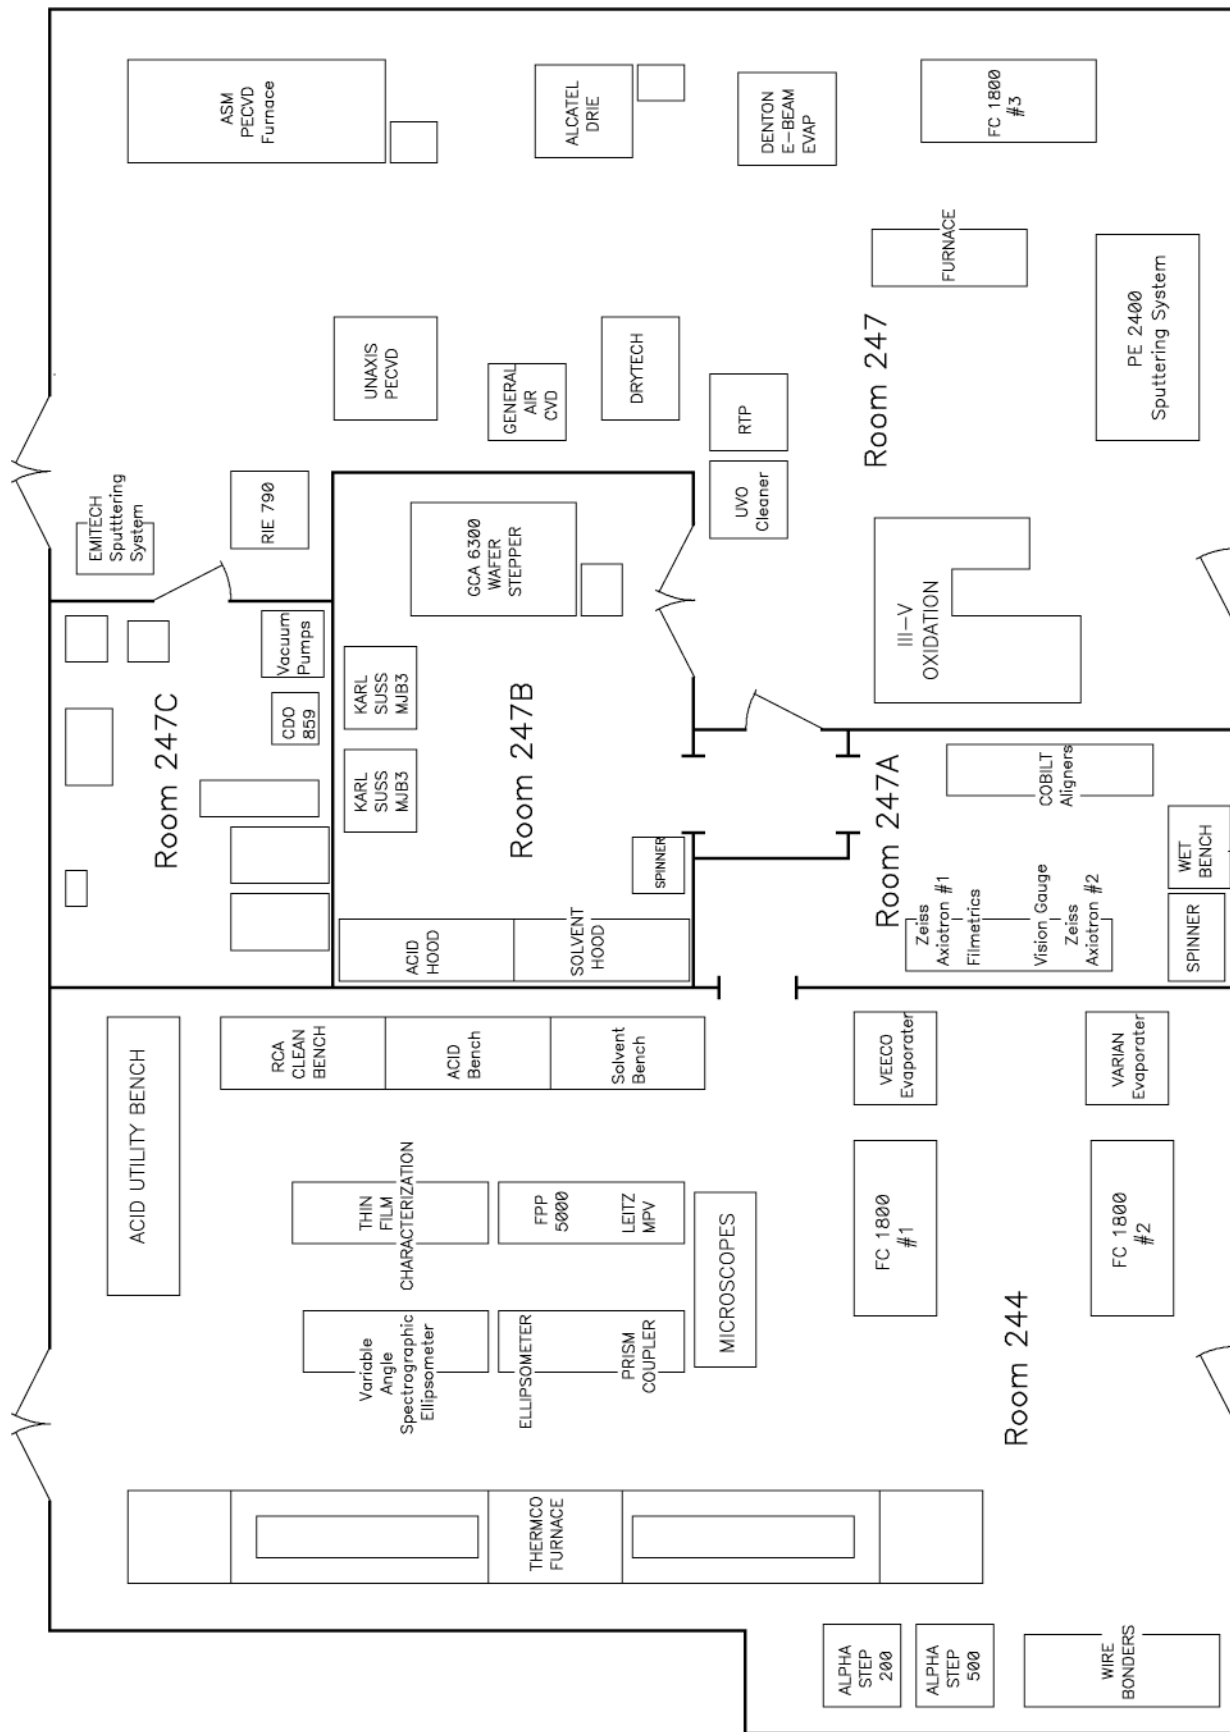 ASM
PECVD
Furnace
ALCATEL
DRIE
DENTON
E-BEAM
EVAP
FC 1800
#3
FURNACE
PE 2400
Sputtering System
UNAXIS
PECVD
GENERAL
AIR
CVD
DRYTECH
RTP
UVO
Cleaner
Room 247
EMITECH
Sputttering
System
RIE 790
GCA 6300
WAFER
STEPPER
III-V
OXIDATION
Vacuum
Pumps
CDO
859
Room 247C
KARL
SUSS
MJB3
KARL
SUSS
MJB3
Room 247B
SPINNER
ACID
HOOD
SOLVENT
HOOD
Room 247A
COBILT
Aligners
Zeiss
Axiotron #1
Filmetrics
Vision Gauge
Zeiss
Axiotron #2
WET
BENCH
SPINNER
ACID UTILITY BENCH
RCA
CLEAN
BENCH
ACID
Bench
Solvent
Bench
VEECO
Evaporater
VARIAN
Evaporater
THIN
FILM
CHARACTERIZATION
FPP
5000
LEITZ
MPV
MICROSCOPES
FC 1800
#1
FC 1800
#2
Variable
Angle
Spectrographic
Ellipsometer
ELLIPSOMETER
PRISM
COUPLER
Room 244
THERMCO
FURNACE
ALPHA
STEP
200
ALPHA
STEP
500
WIRE
BONDERS